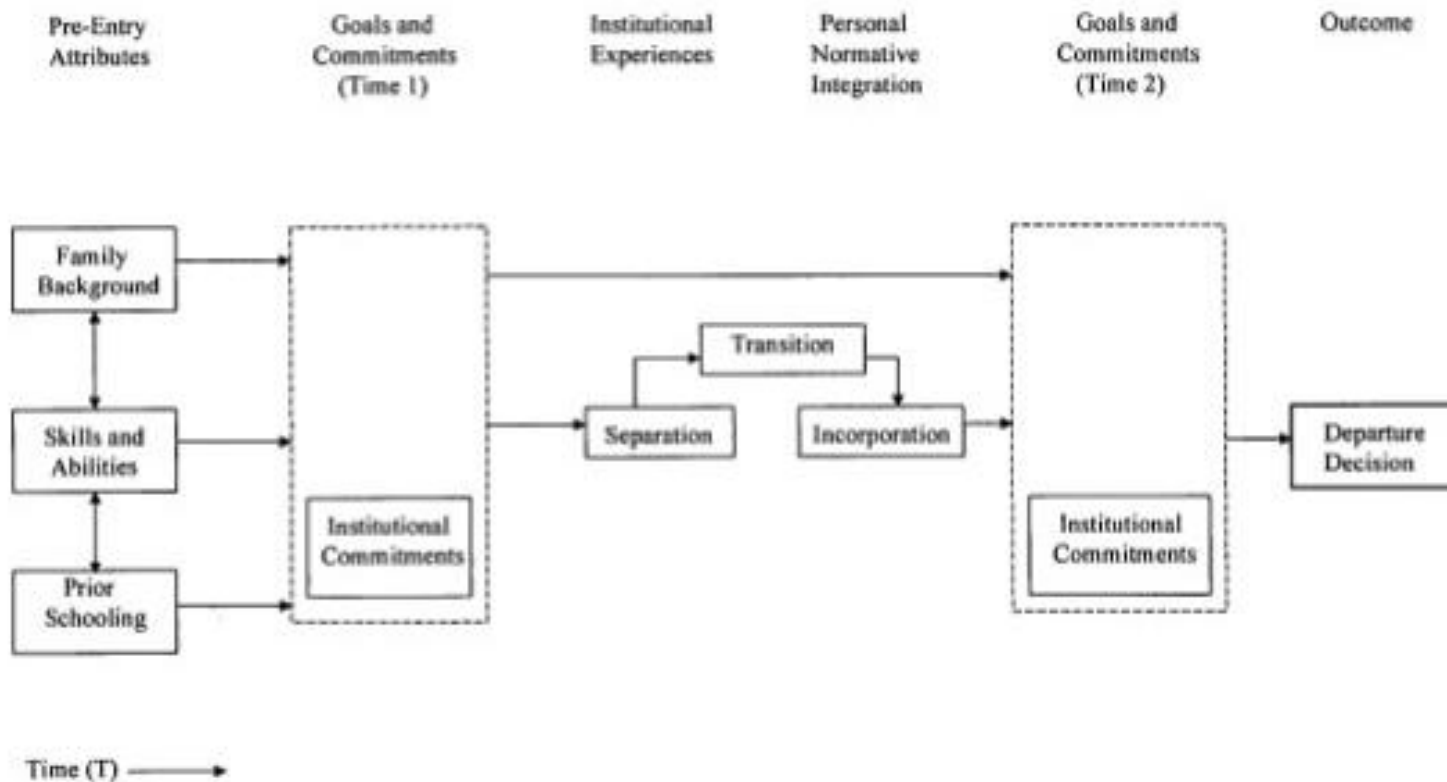 Pre-Entry
Attributes
Goals and
Commitments
(Time 1)
Institutional
Experiences
Personal
Normative
Integration
Goals and
Commitments
(Time 2)
Outcome
Family
Background
Skills and
Abilities
Prior
Schooling
Institutional
Commitments
Separation
Transition
Incorporation
Institutional
Commitments
Departure
Decision
Time (T)